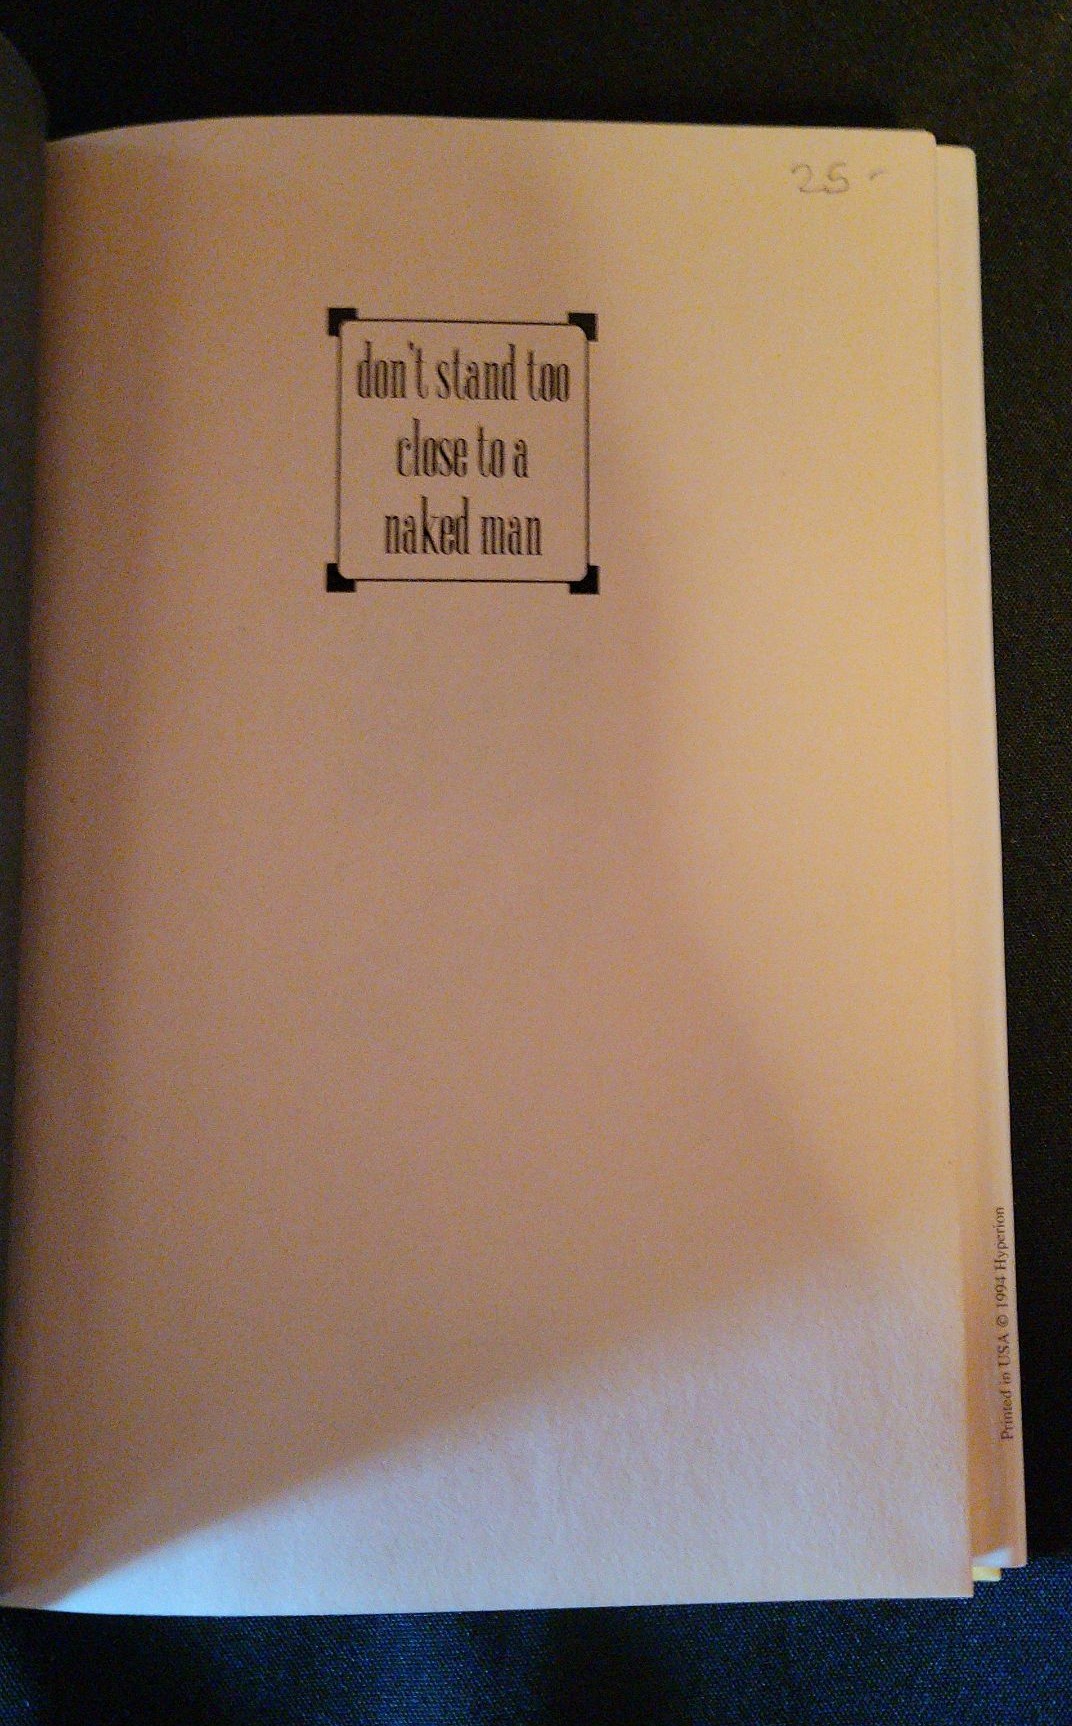 25-
don't stand too
close to a
naked man
Printed in USA © 1994 Hyperion